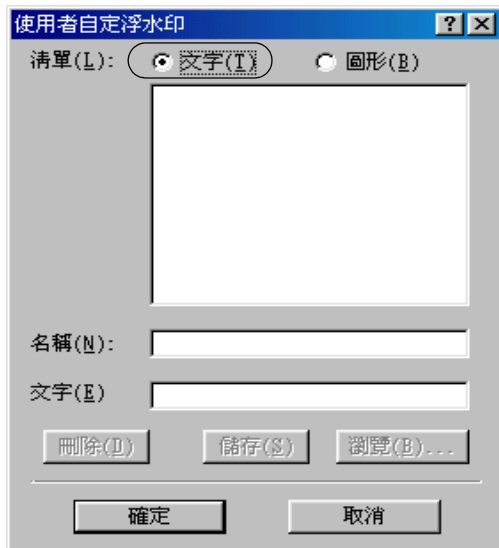 使用者自定浮水印
清單(L): 文字(T) 圖形(B)
名稱(N):
文字(E)
刪除(D) 儲存(S) 瀏覽(B)...
確定 取消